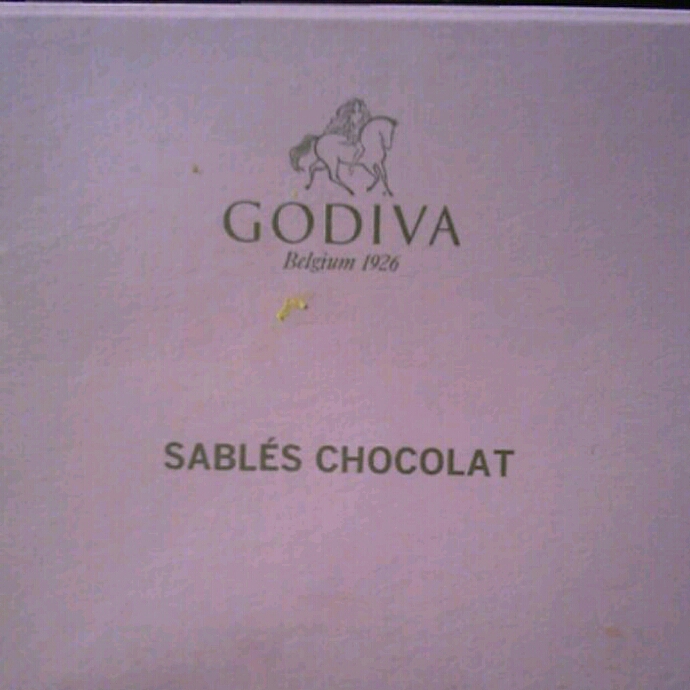 GODIVA
Belgium 1926
SABLÉS CHOCOLAT